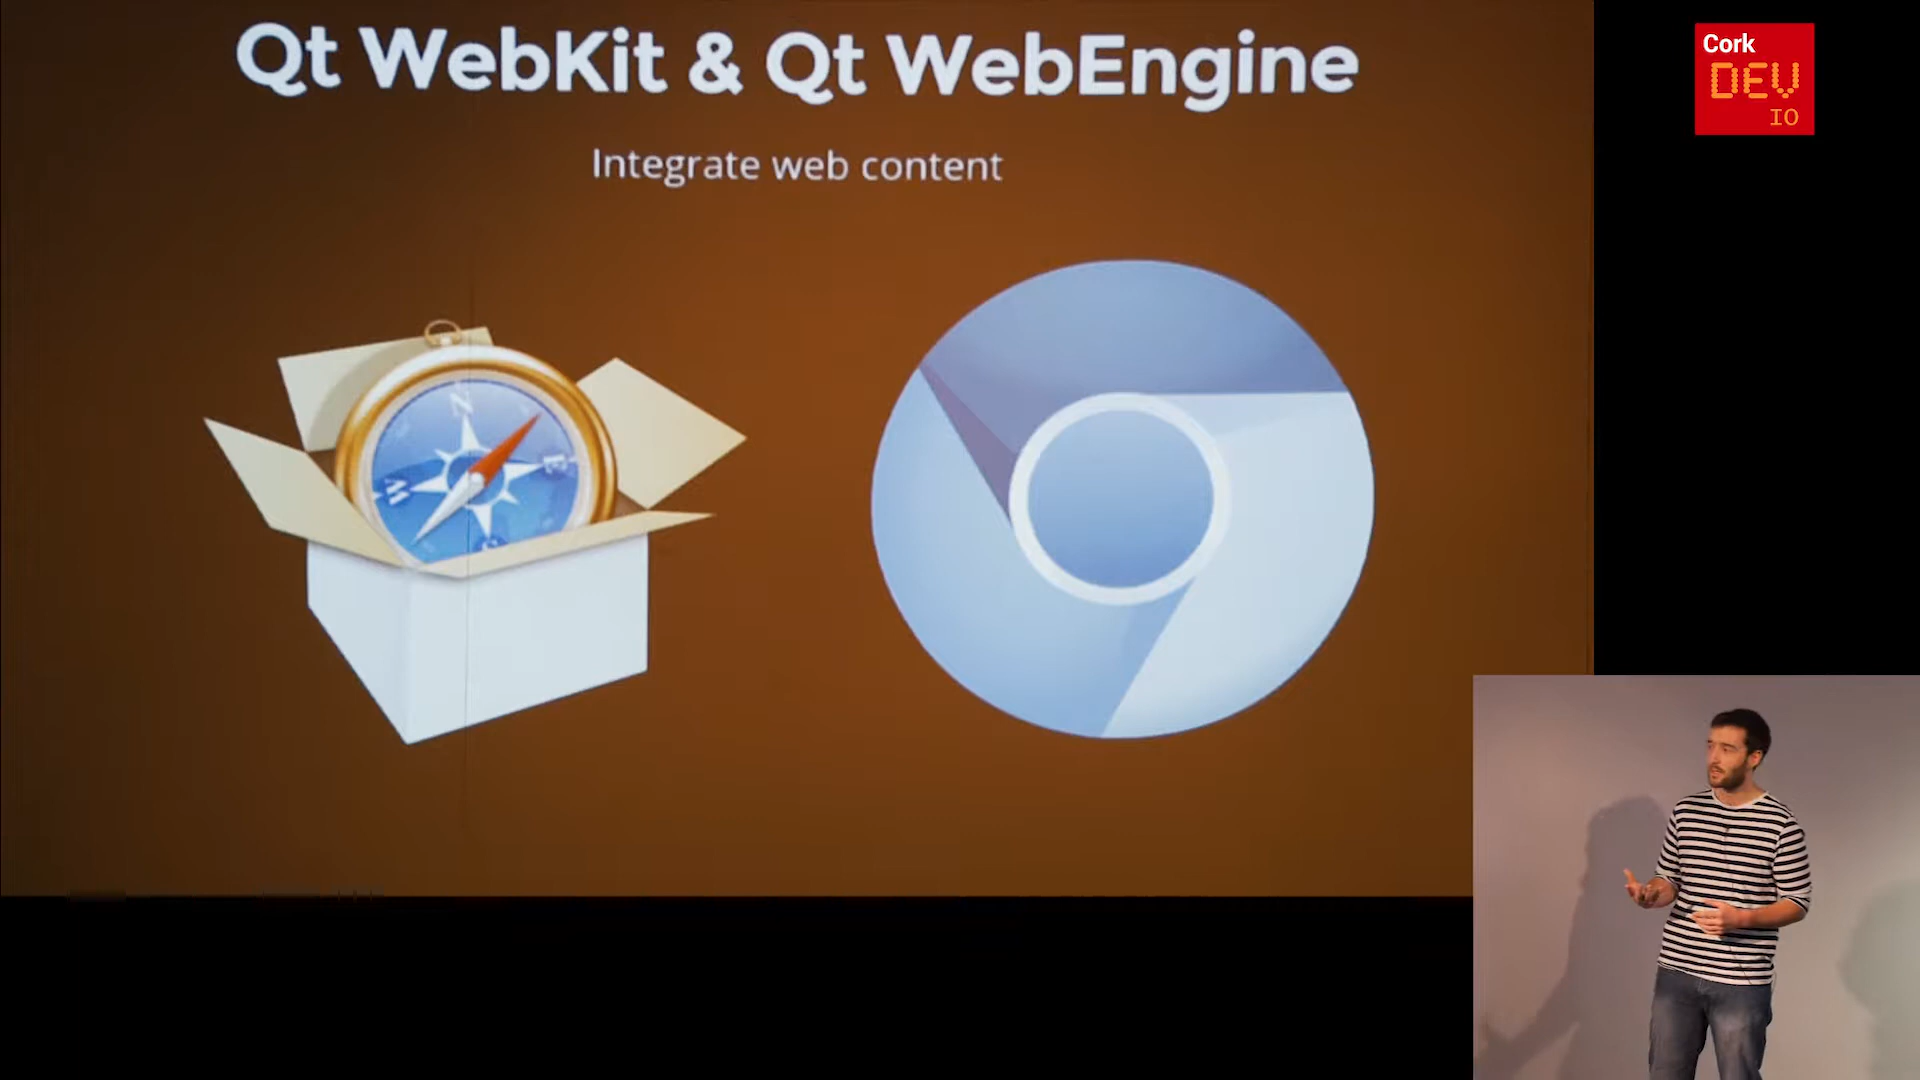 Qt WebKit & Qt WebEngine
Integrate web content
N
E
W
S
Cork
DEV
IO